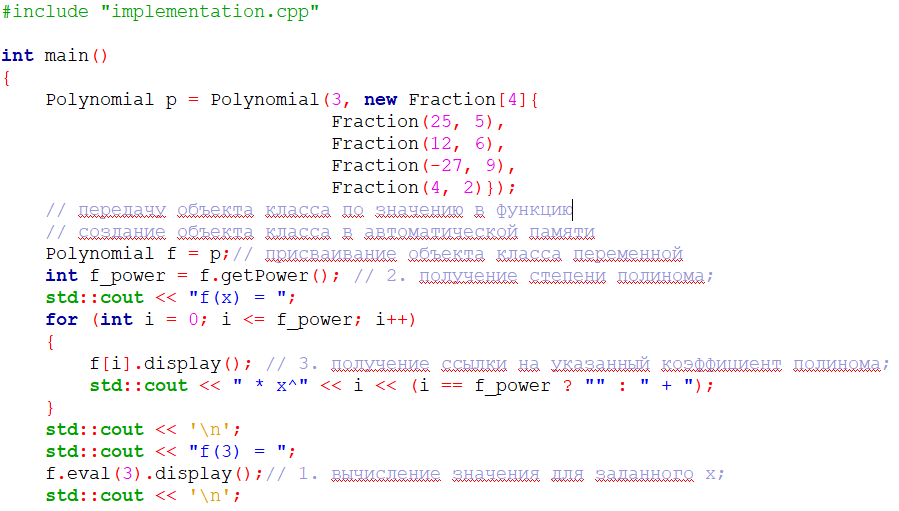 #include "implementation.cpp"
int main()
{
Polynomial p = Polynomial(3, new Fraction[4]{
Fraction(25, 5),
Fraction(12, 6),
Fraction(-27, 9),
Fraction(4, 2)});
// передачу объекта класса по значению в функцию
// создание объекта класса в автоматической памяти
Polynomial f = p;// присваивание объекта класса переменной
int f_power = f.getPower(); // 2. получение степени полинома;
std::cout << "f(x) = ";
for (int i = 0; i <= f_power; i++)
{
f[i].display(); // 3. получение ссылки на указанный коэффициент полинома;
std::cout << " * x^" << i << (i == f_power ? "" : " + ");
}
std::cout << '\n';
std::cout << "f(3) = ";
f.eval(3).display();// 1. вычисление значения для заданного x;
std::cout << '\n';